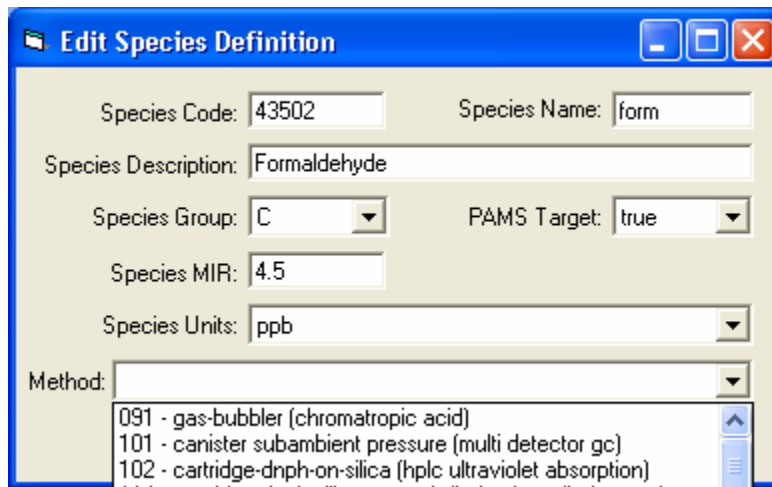 Edit Species Definition
Species Code: 43502 Species Name: form
Species Description: Formaldehyde
Species Group: C PAMS Target: true
Species MIR: 4.5
Species Units: ppb
Method:
091 - gas-bubbler (chromatropic acid)
101 - canister subambient pressure (multi detector gc)
102 - cartridge-dnph-on-silica (hplc ultraviolet absorption)